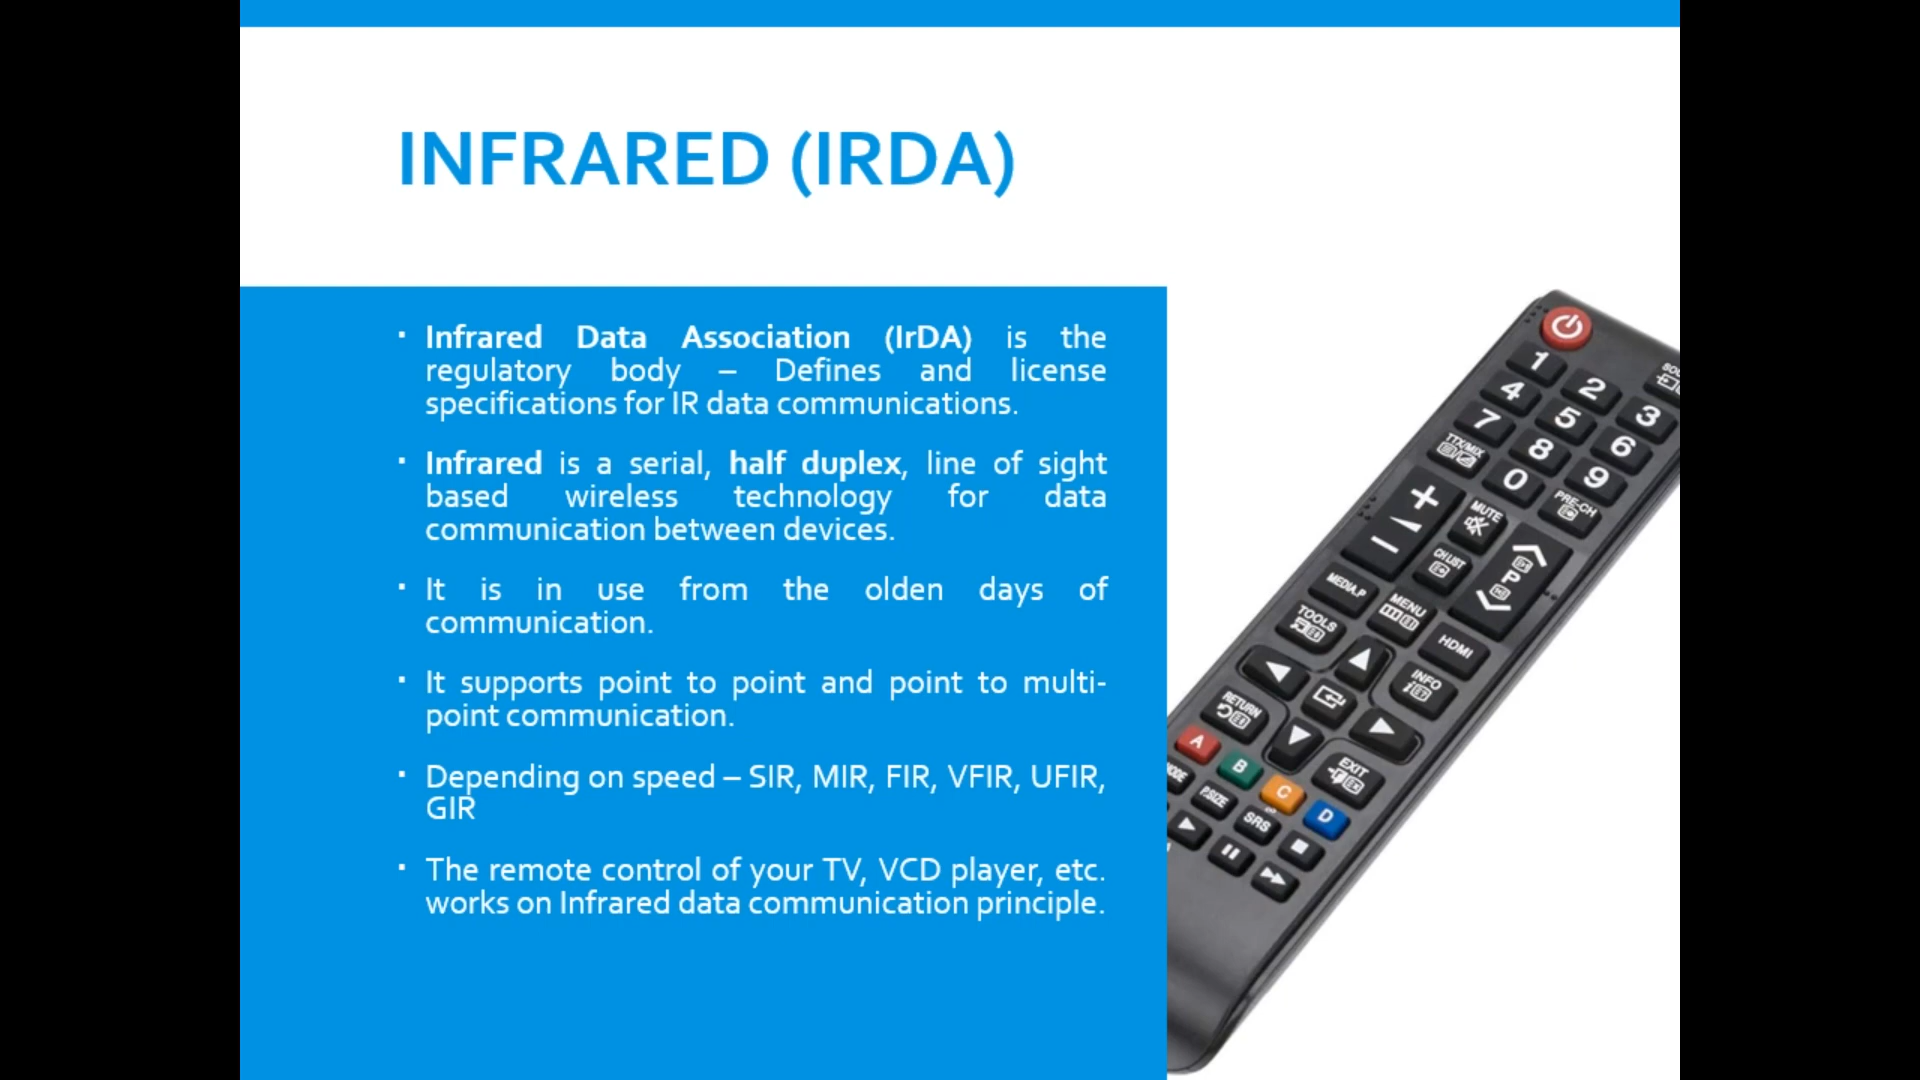 INFRARED (IRDA)
Infrared Data Association (IrDA) is the
regulatory body – Defines and license
specifications for IR data communications.
Infrared is a serial, half duplex, line of sight
based wireless technology for data
communication between devices.
It is in use from the olden days of
communication.
It supports point to point and point to multi-
point communication.
Depending on speed – SIR, MIR, FIR, VFIR, UFIR,
GIR
The remote control of your TV, VCD player, etc.
works on Infrared data communication principle.
1 2 3
4 5 6
7 8 9
TTX/MIX 0 PRE-CH
MUTE
CH LIST
P
MEDIA.P MENU HDMI
TOOLS INFO
RETURN EXIT
A B C D
P.SIZE SRS